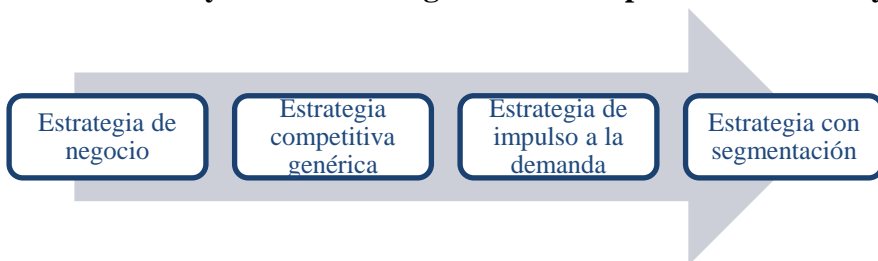 Estrategia de
negocio
Estrategia
competitiva
genérica
Estrategia de
impulso a la
demanda
Estrategia con
segmentación